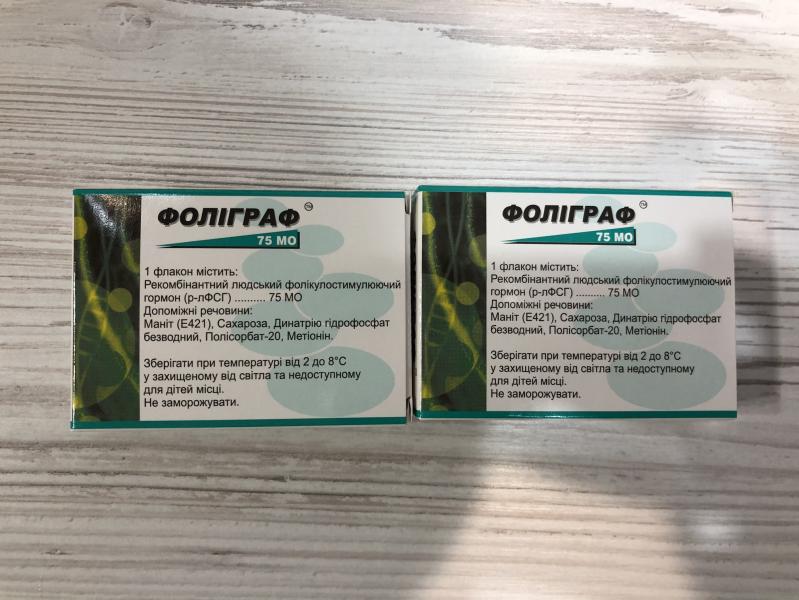 ФОЛІГРАФ™
75 МО
1 флакон містить:
Рекомбінантний людський фолікулостимулюючий
гормон (р-лФСГ) .......... 75 МО
Допоміжні речовини:
Маніт (Е421), Сахароза, Динатрію гідрофосфат
безводний, Полісорбат-20, Метіонін.
Зберігати при температурі від 2 до 8°С
у захищеному від світла та недоступному
для дітей місці.
Не заморожувати.
ФОЛІГРАФ™
75 МО
1 флакон містить:
Рекомбінантний людський фолікулостимулюючий
гормон (р-лФСГ) .......... 75 МО
Допоміжні речовини:
Маніт (Е421), Сахароза, Динатрію гідрофосфат
безводний, Полісорбат-20, Метіонін.
Зберігати при температурі від 2 до 8°С
у захищеному від світла та недоступному
для дітей місці.
Не заморожувати.